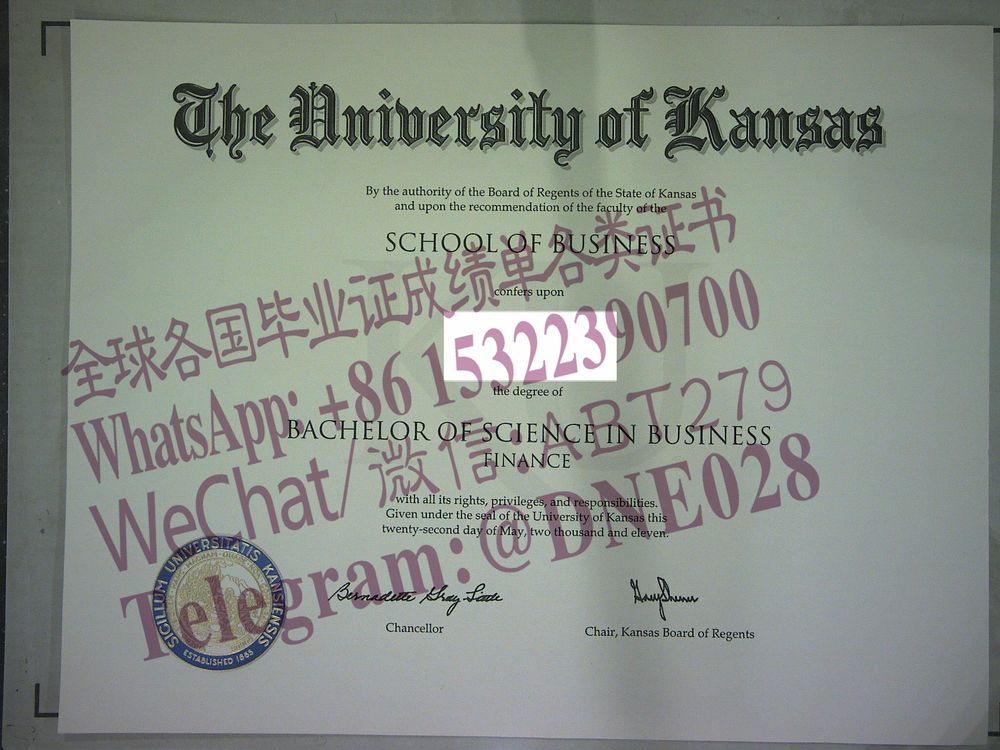 The University of Kansas
By the authority of the Board of Regents of the State of Kansas
and upon the recommendation of the faculty of the
SCHOOL OF BUSINESS
confers upon
全球各国毕业证成绩单各类证书
WhatsApp: +86 15322390700
the degree of
WeChat/微信:ABT279
BACHELOR OF SCIENCE IN BUSINESS
FINANCE
Telegram:@DNE028
with all its rights, privileges, and responsibilities.
Given under the seal of the University of Kansas this
twenty-second day of May, two thousand and eleven.
SIGILLUM UNIVERSITATIS KANSIENSIS
ESTABLISHED 1865
Bernadette Gray-Little
Chancellor
Chair, Kansas Board of Regents